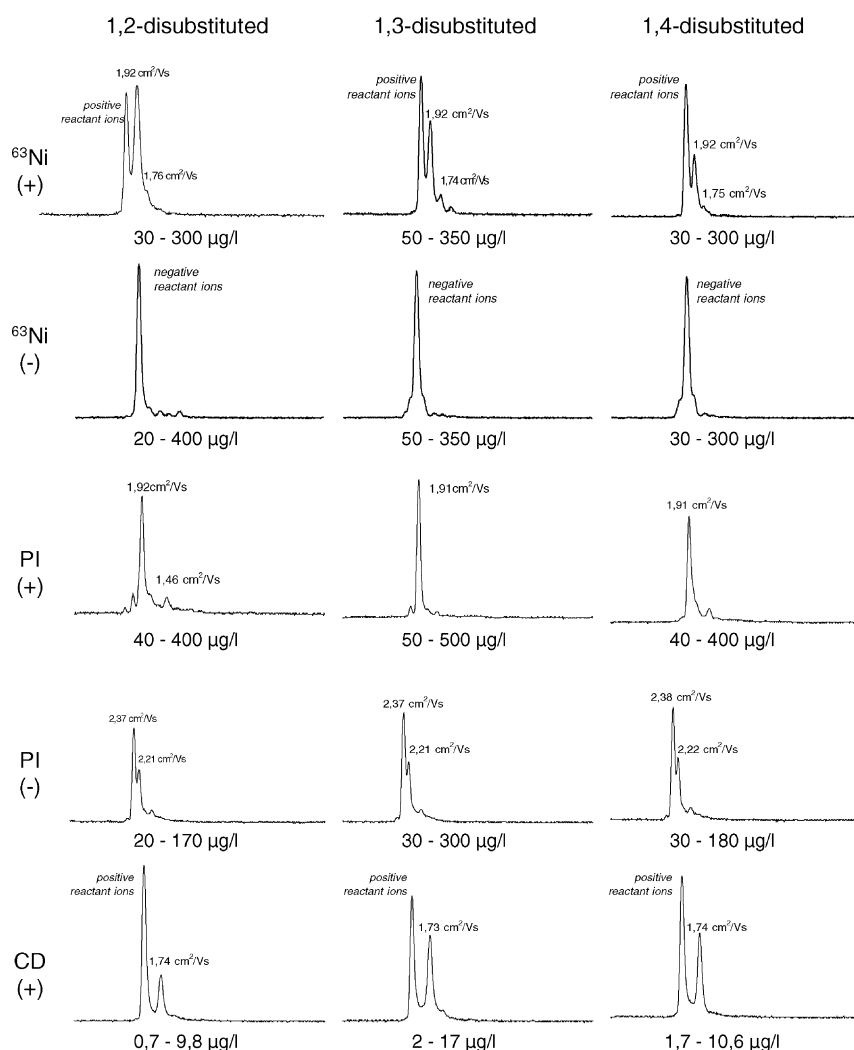 1,2-disubstituted
1,3-disubstituted
1,4-disubstituted
⁶³Ni
(+)
1,92 cm²/Vs
positive
reactant ions
1,76 cm²/Vs
30 - 300 µg/l
positive
reactant ions
1,92 cm²/Vs
1,74 cm²/Vs
50 - 350 µg/l
positive
reactant ions
1,92 cm²/Vs
1,75 cm²/Vs
30 - 300 µg/l
⁶³Ni
(-)
negative
reactant ions
20 - 400 µg/l
negative
reactant ions
50 - 350 µg/l
negative
reactant ions
30 - 300 µg/l
PI
(+)
1,92cm²/Vs
1,46 cm²/Vs
40 - 400 µg/l
1,91cm²/Vs
50 - 500 µg/l
1,91 cm²/Vs
40 - 400 µg/l
PI
(-)
2,37 cm²/Vs
2,21 cm²/Vs
20 - 170 µg/l
2,37 cm²/Vs
2,21 cm²/Vs
30 - 300 µg/l
2,38 cm²/Vs
2,22 cm²/Vs
30 - 180 µg/l
CD
(+)
positive
reactant ions
1,74 cm²/Vs
0,7 - 9,8 µg/l
positive
reactant ions
1,73 cm²/Vs
2 - 17 µg/l
positive
reactant ions
1,74 cm²/Vs
1,7 - 10,6 µg/l